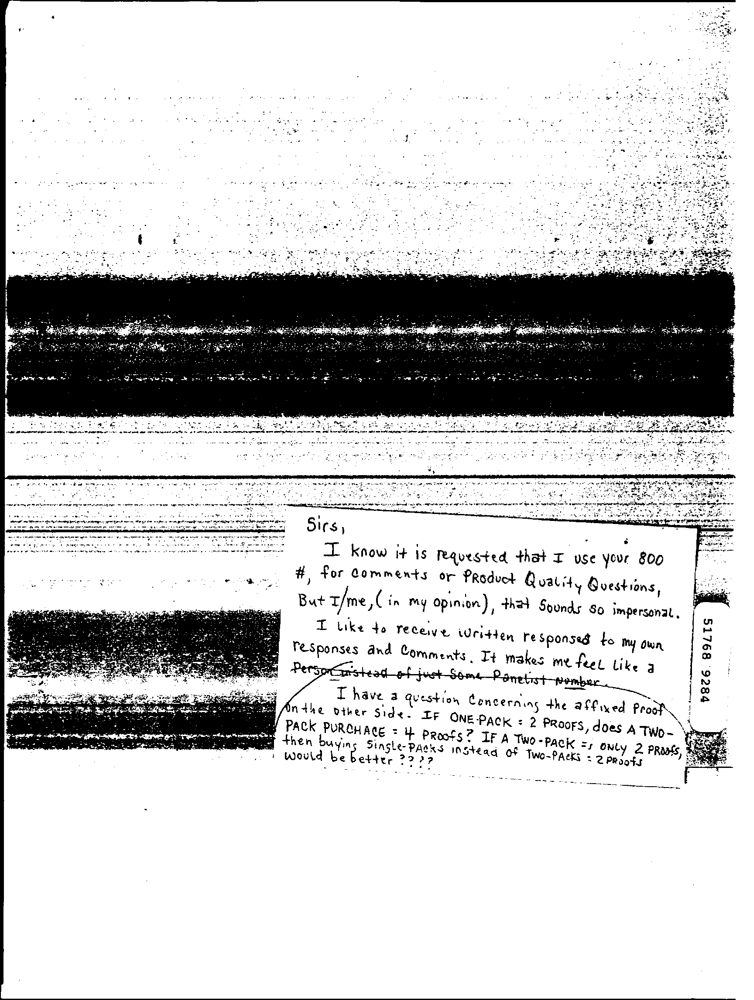 Sirs,
I know it is requested that I use your 800
#, for comments or Product Quality Questions,
But I/me, (in my opinion), that sounds so impersonal.
I Like to receive written responses to my own
responses and Comments. It makes me feel Like a
Person instead of just Some Panelist Number.
I have a question Concerning the affixed Proof
on the other Side. IF ONE-PACK = 2 PROOFS, does A TWO-
PACK PURCHACE = 4 PROOFS? IF A TWO-PACK =s ONLY 2 PROOFS,
then buying Single-PACKS instead of TWO-PACKS = 2 PROOFS
would be better ????
51768 9284